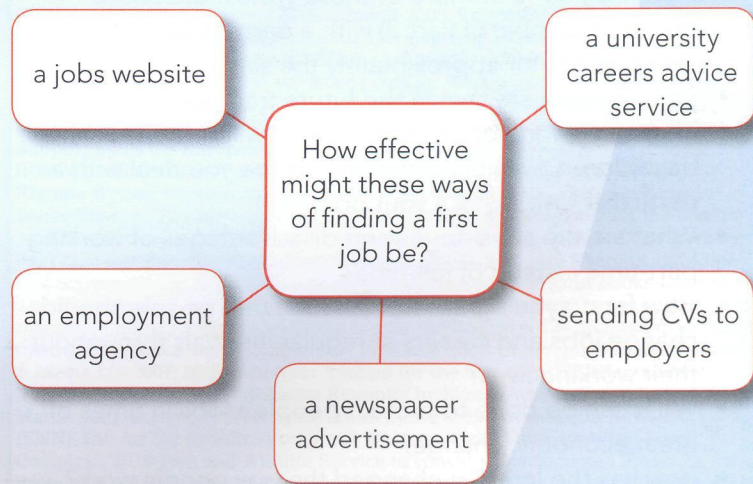 a jobs website
a university
careers advice
service
How effective
might these ways
of finding a first
job be?
an employment
agency
sending CVs to
employers
a newspaper
advertisement